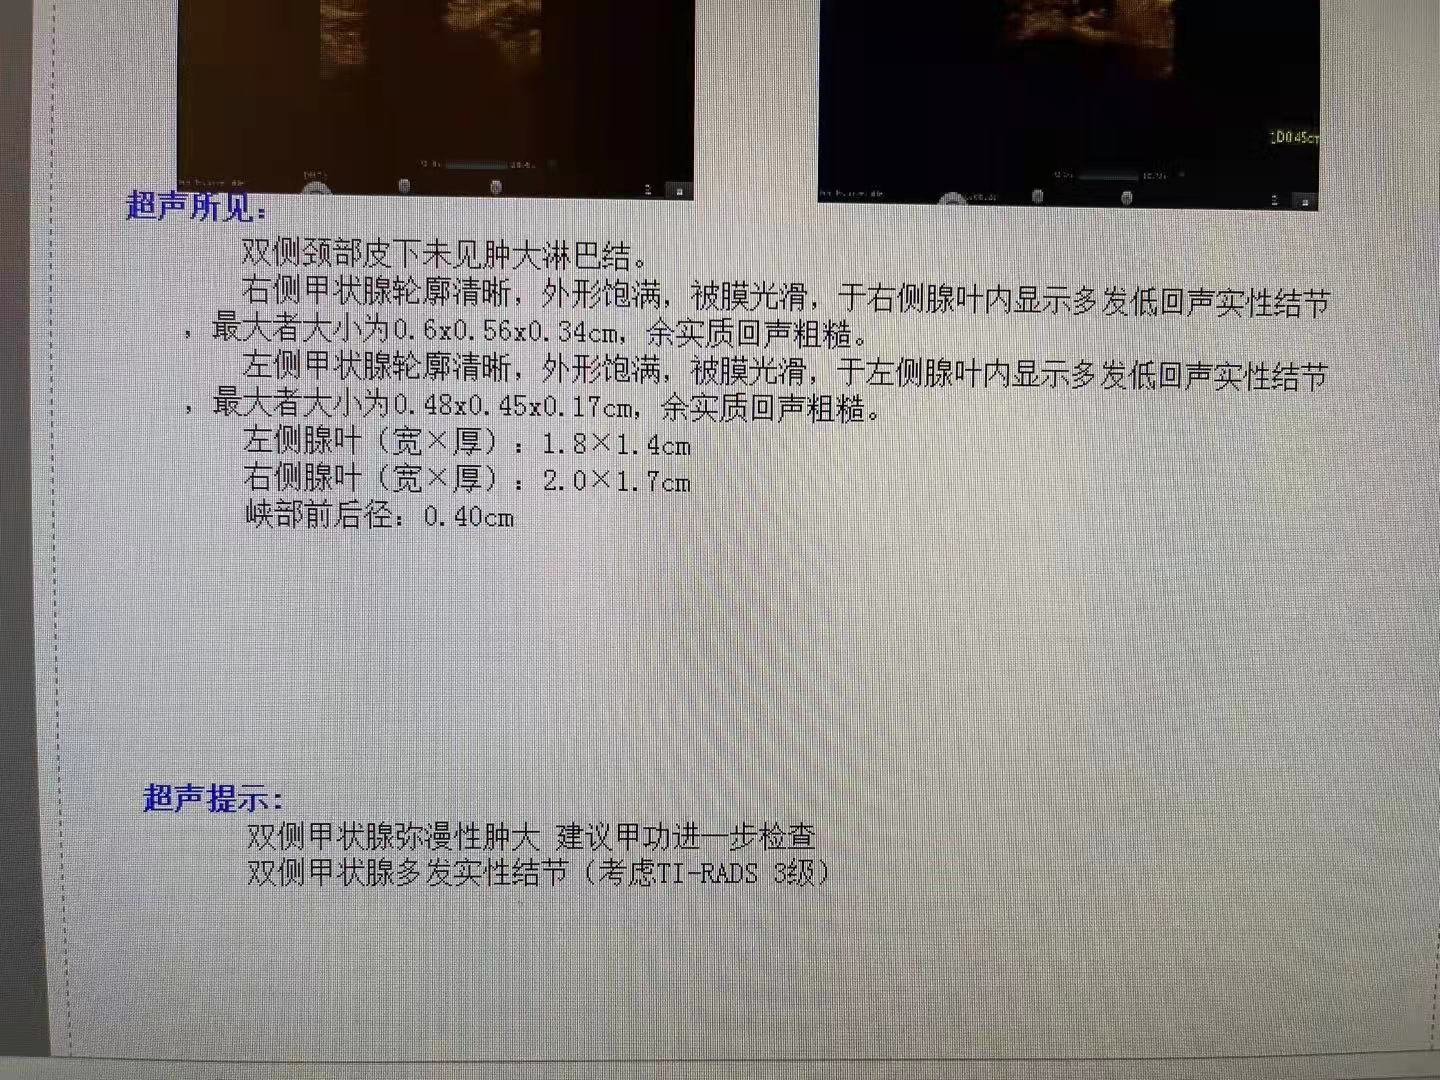 1D0.45cm
超声所见:
双侧颈部皮下未见肿大淋巴结。
右侧甲状腺轮廓清晰，外形饱满，被膜光滑，于右侧腺叶内显示多发低回声实性结节
，最大者大小为0.6x0.56x0.34cm，余实质回声粗糙。
左侧甲状腺轮廓清晰，外形饱满，被膜光滑，于左侧腺叶内显示多发低回声实性结节
，最大者大小为0.48x0.45x0.17cm，余实质回声粗糙。
左侧腺叶（宽×厚）：1.8×1.4cm
右侧腺叶（宽×厚）：2.0×1.7cm
峡部前后径：0.40cm
超声提示:
双侧甲状腺弥漫性肿大 建议甲功进一步检查
双侧甲状腺多发实性结节（考虑TI-RADS 3级）